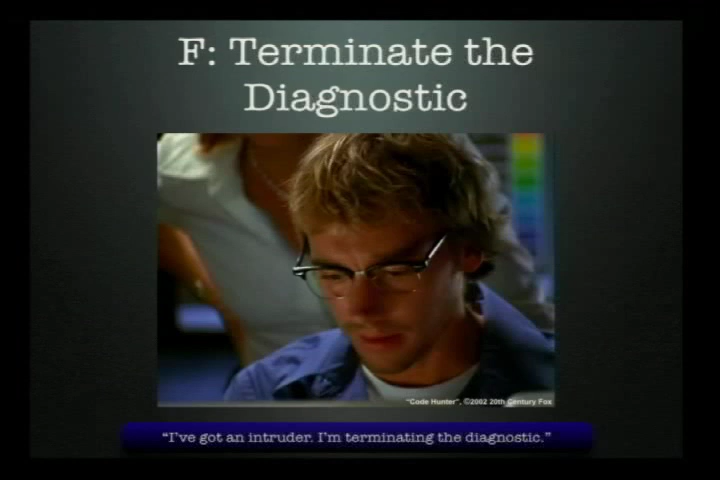 F: Terminate the
Diagnostic
"Code Hunter", ©2002 20th Century Fox
"I've got an intruder. I'm terminating the diagnostic."